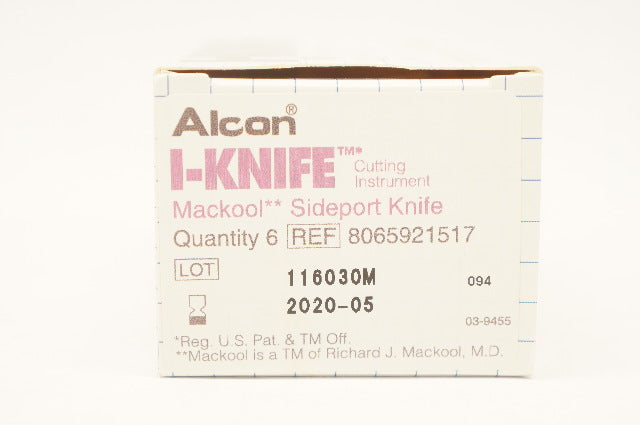 Alcon®
I-KNIFE™* Cutting
Instrument
Mackool** Sideport Knife
Quantity 6 REF 8065921517
LOT 116030M 094
2020-05
03-9455
*Reg. U.S. Pat. & TM Off.
**Mackool is a TM of Richard J. Mackool, M.D.